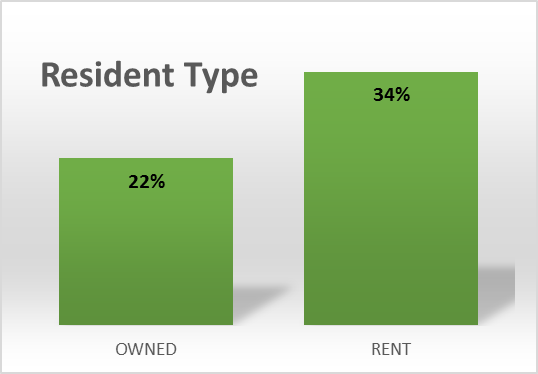 Resident Type
34%
22%
OWNED
RENT